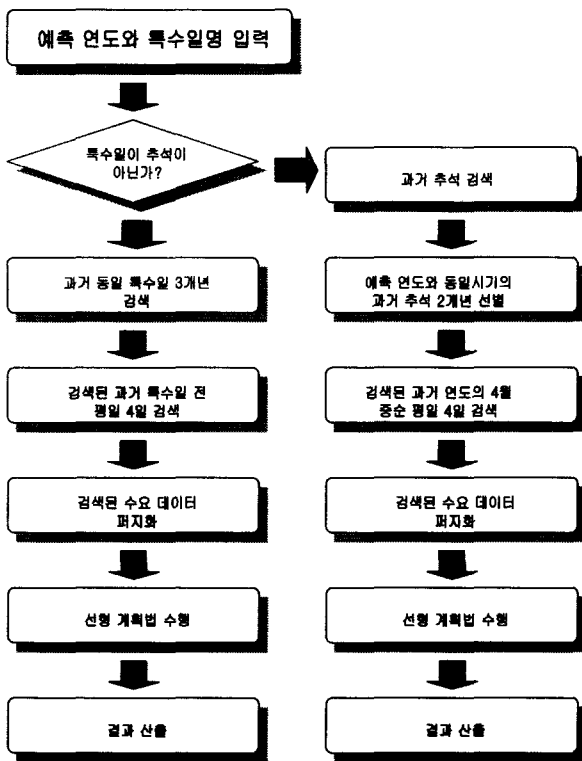 예측 연도와 특수일명 입력
특수일이 추석이
아닌가?
과거 추석 검색
과거 동일 특수일 3개년
검색
예측 연도와 동일시기의
과거 추석 2개년 선별
검색된 과거 특수일 전
평일 4일 검색
검색된 과거 연도의 4월
중순 평일 4일 검색
검색된 수요 데이터
퍼지화
검색된 수요 데이터
퍼지화
선형 계획법 수행
선형 계획법 수행
결과 산출
결과 산출